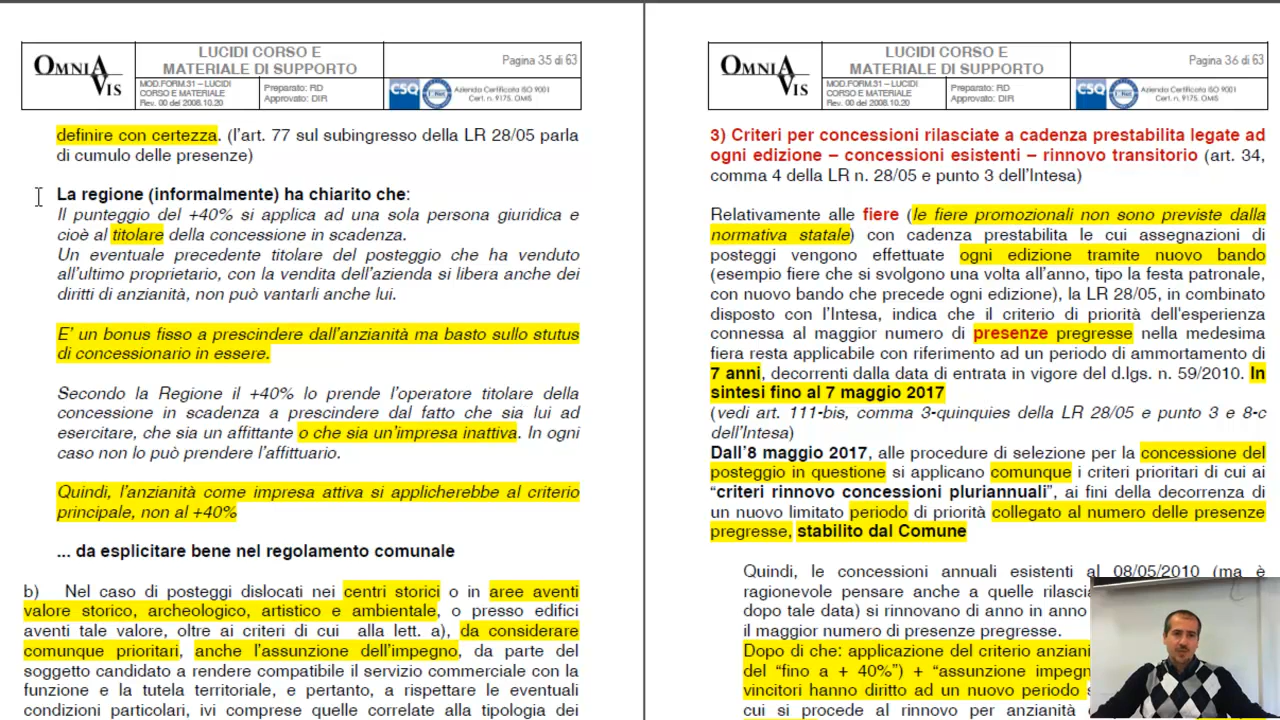 OMNIA VIS
LUCIDI CORSO E
MATERIALE DI SUPPORTO
Pagina 35 di 63
MOD.FORM.31 – LUCIDI
CORSO E MATERIALE
Rev. 00 del 2008.10.20
Preparato: RD
Approvato: DIR
CSQ
Azienda Certificata ISO 9001
Cert. n. 9175. OMIS
definire con certezza. (l’art. 77 sul subingresso della LR 28/05 parla
di cumulo delle presenze)
La regione (informalmente) ha chiarito che:
Il punteggio del +40% si applica ad una sola persona giuridica e
cioè al titolare della concessione in scadenza.
Un eventuale precedente titolare del posteggio che ha venduto
all’ultimo proprietario, con la vendita dell’azienda si libera anche dei
diritti di anzianità, non può vantarli anche lui.
E’ un bonus fisso a prescindere dall’anzianità ma basto sullo stutus
di concessionario in essere.
Secondo la Regione il +40% lo prende l’operatore titolare della
concessione in scadenza a prescindere dal fatto che sia lui ad
esercitare, che sia un affittante o che sia un’impresa inattiva. In ogni
caso non lo può prendere l’affittuario.
Quindi, l’anzianità come impresa attiva si applicherebbe al criterio
principale, non al +40%
... da esplicitare bene nel regolamento comunale
b) Nel caso di posteggi dislocati nei centri storici o in aree aventi
valore storico, archeologico, artistico e ambientale, o presso edifici
aventi tale valore, oltre ai criteri di cui alla lett. a), da considerare
comunque prioritari, anche l’assunzione dell’impegno, da parte del
soggetto candidato a rendere compatibile il servizio commerciale con la
funzione e la tutela territoriale, e pertanto, a rispettare le eventuali
condizioni particolari, ivi comprese quelle correlate alla tipologia dei
OMNIA VIS
LUCIDI CORSO E
MATERIALE DI SUPPORTO
Pagina 36 di 63
MOD.FORM.31 – LUCIDI
CORSO E MATERIALE
Rev. 00 del 2008.10.20
Preparato: RD
Approvato: DIR
CSQ
Azienda Certificata ISO 9001
Cert. n. 9175. OMIS
3) Criteri per concessioni rilasciate a cadenza prestabilita legate ad
ogni edizione – concessioni esistenti – rinnovo transitorio (art. 34,
comma 4 della LR n. 28/05 e punto 3 dell’Intesa)
Relativamente alle fiere (le fiere promozionali non sono previste dalla
normativa statale) con cadenza prestabilita le cui assegnazioni di
posteggi vengono effettuate ogni edizione tramite nuovo bando
(esempio fiere che si svolgono una volta all’anno, tipo la festa patronale,
con nuovo bando che precede ogni edizione), la LR 28/05, in combinato
disposto con l’Intesa, indica che il criterio di priorità dell'esperienza
connessa al maggior numero di presenze pregresse nella medesima
fiera resta applicabile con riferimento ad un periodo di ammortamento di
7 anni, decorrenti dalla data di entrata in vigore del d.lgs. n. 59/2010. In
sintesi fino al 7 maggio 2017
(vedi art. 111-bis, comma 3-quinquies della LR 28/05 e punto 3 e 8-c
dell’Intesa)
Dall’8 maggio 2017, alle procedure di selezione per la concessione del
posteggio in questione si applicano comunque i criteri prioritari di cui ai
“criteri rinnovo concessioni pluriannuali”, ai fini della decorrenza di
un nuovo limitato periodo di priorità collegato al numero delle presenze
pregresse, stabilito dal Comune
Quindi, le concessioni annuali esistenti al 08/05/2010 (ma è
ragionevole pensare anche a quelle
dopo tale data) si rinnovano di anno in anno
il maggior numero di presenze pregresse.
Dopo di che: applicazione del criterio
del “fino a + 40%”) + “assunzione
vincitori hanno diritto ad un nuovo periodo
cui si procede al rinnovo per anzianità